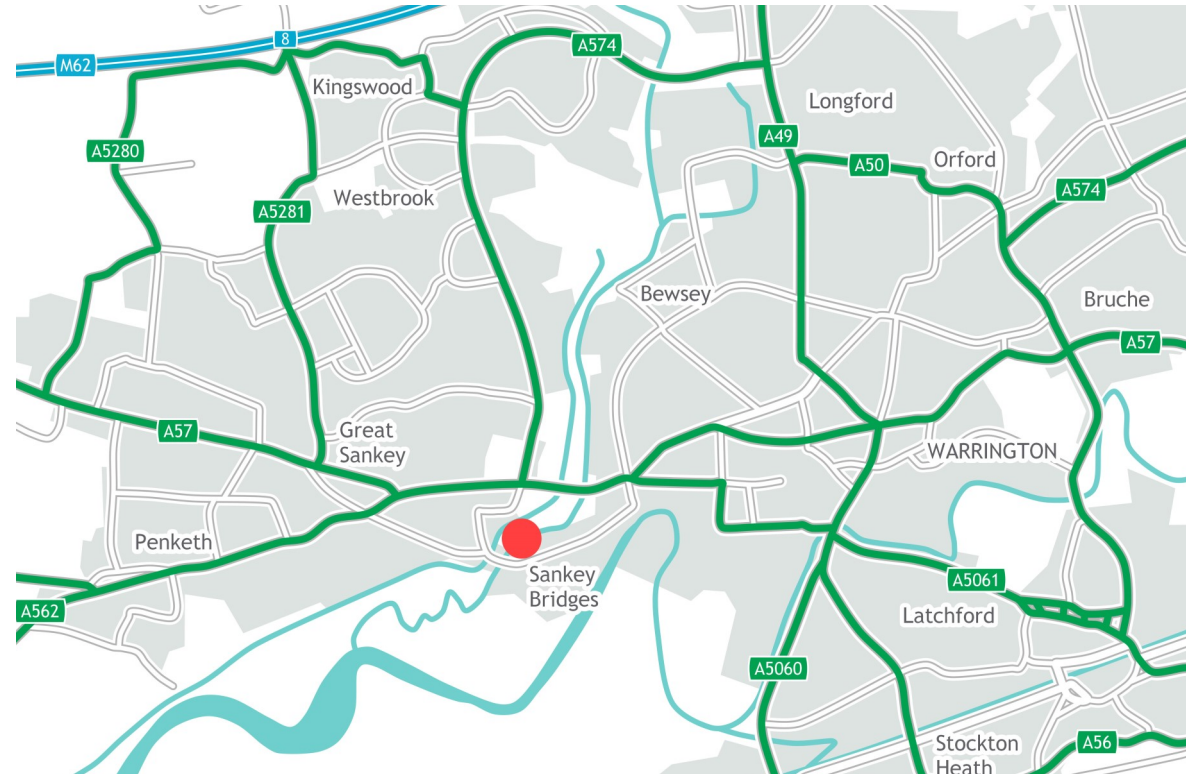 8
A574
M62
Kingswood
Longford
A49
A5280
Orford
A50
A574
Westbrook
A5281
Bewsey
Bruche
A57
A57
Great
Sankey
WARRINGTON
Penketh
Sankey
Bridges
A5061
A562
Latchford
A5060
Stockton
Heath
A56